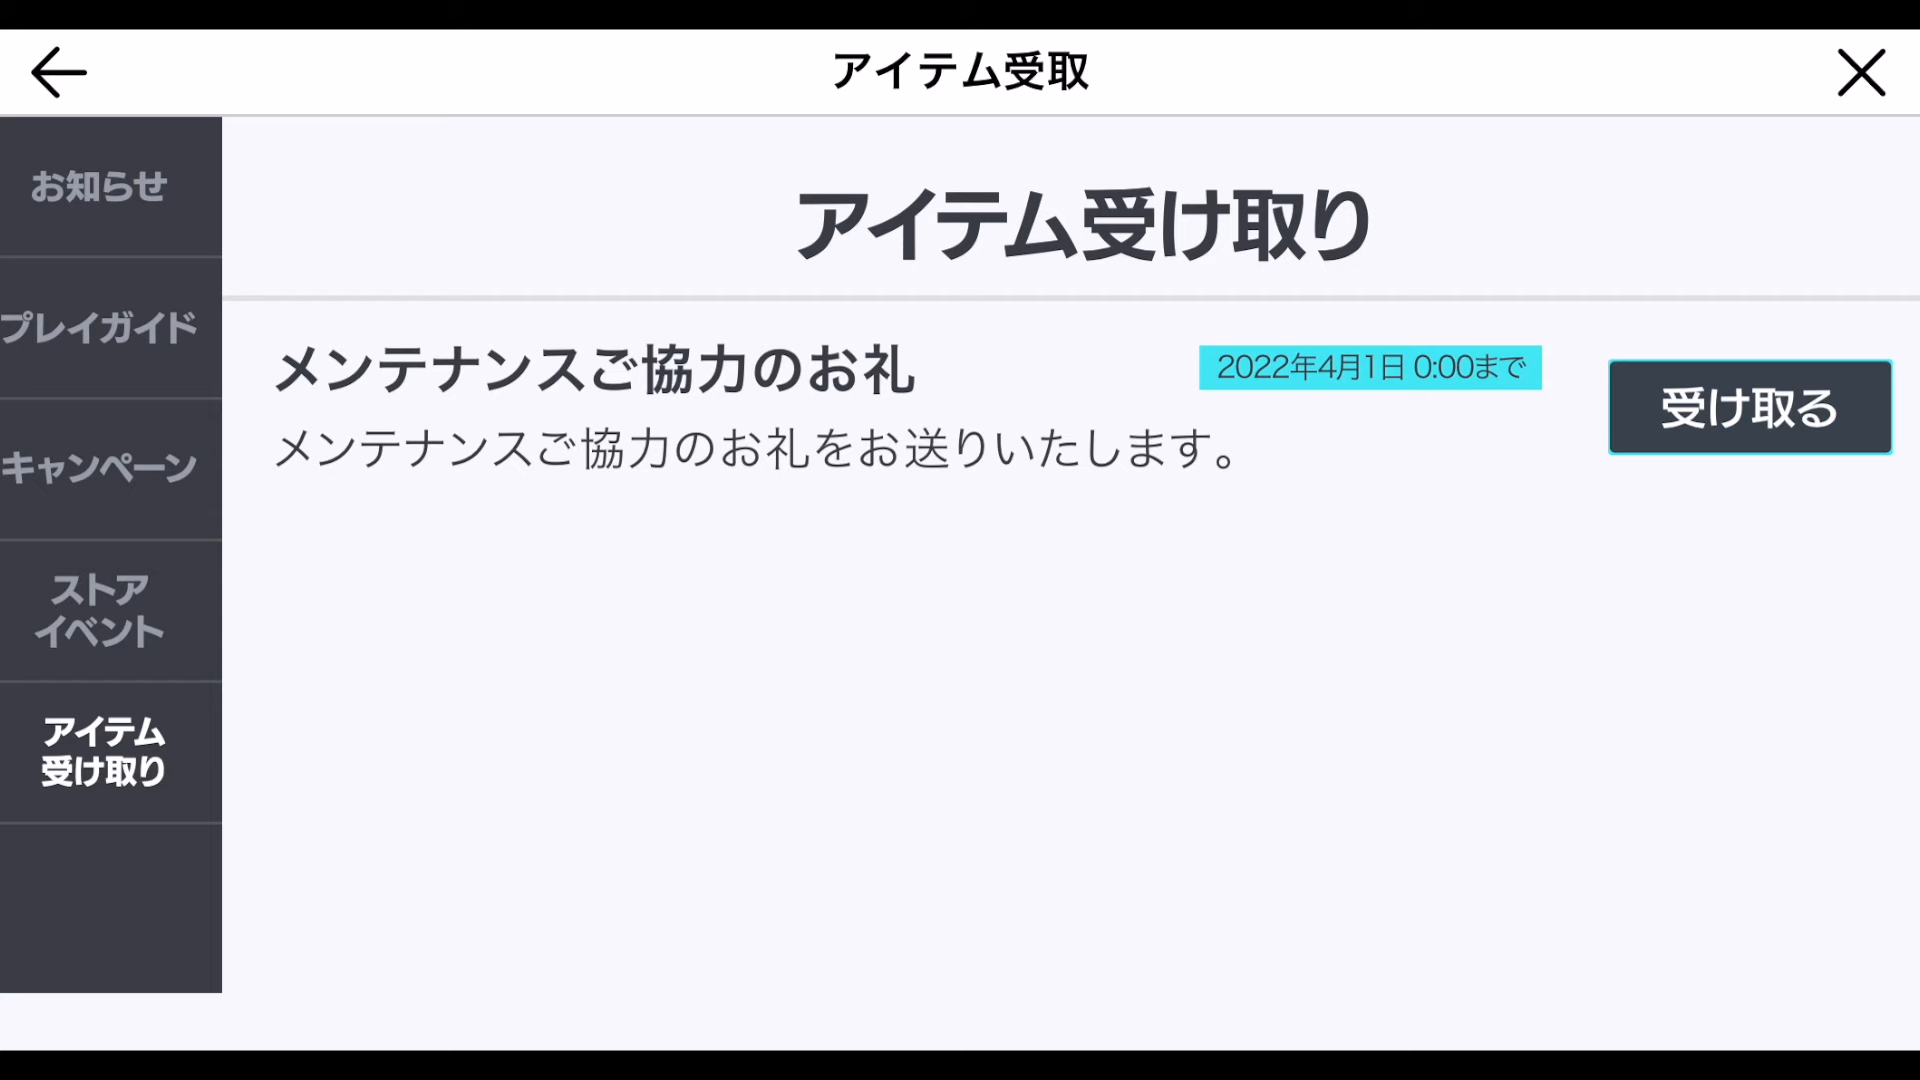 アイテム受取
お知らせ
プレイガイド
キャンペーン
ストア
イベント
アイテム
受け取り
アイテム受け取り
メンテナンスご協力のお礼
2022年4月1日 0:00まで
メンテナンスご協力のお礼をお送りいたします。
受け取る